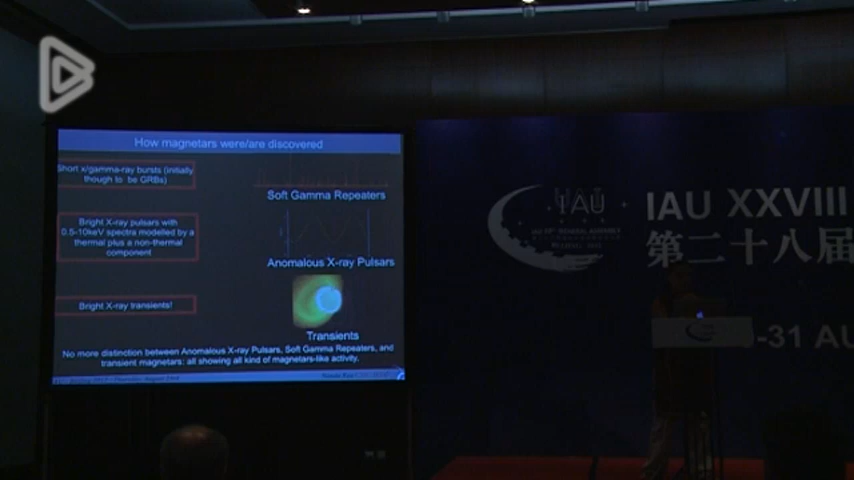 How magnetars were/are discovered
Short x/gamma-ray bursts (initially
though to be GRBs)
Soft Gamma Repeaters
Bright X-ray pulsars with
0.5-10keV spectra modelled by a
thermal plus a non-thermal
component
Anomalous X-ray Pulsars
Bright X-ray transients!
Transients
No more distinction between Anomalous X-ray Pulsars, Soft Gamma Repeaters, and
transient magnetars: all showing all kind of magnetars-like activity.
IAU
IAU XXVIII
第二十八届
-31 AU